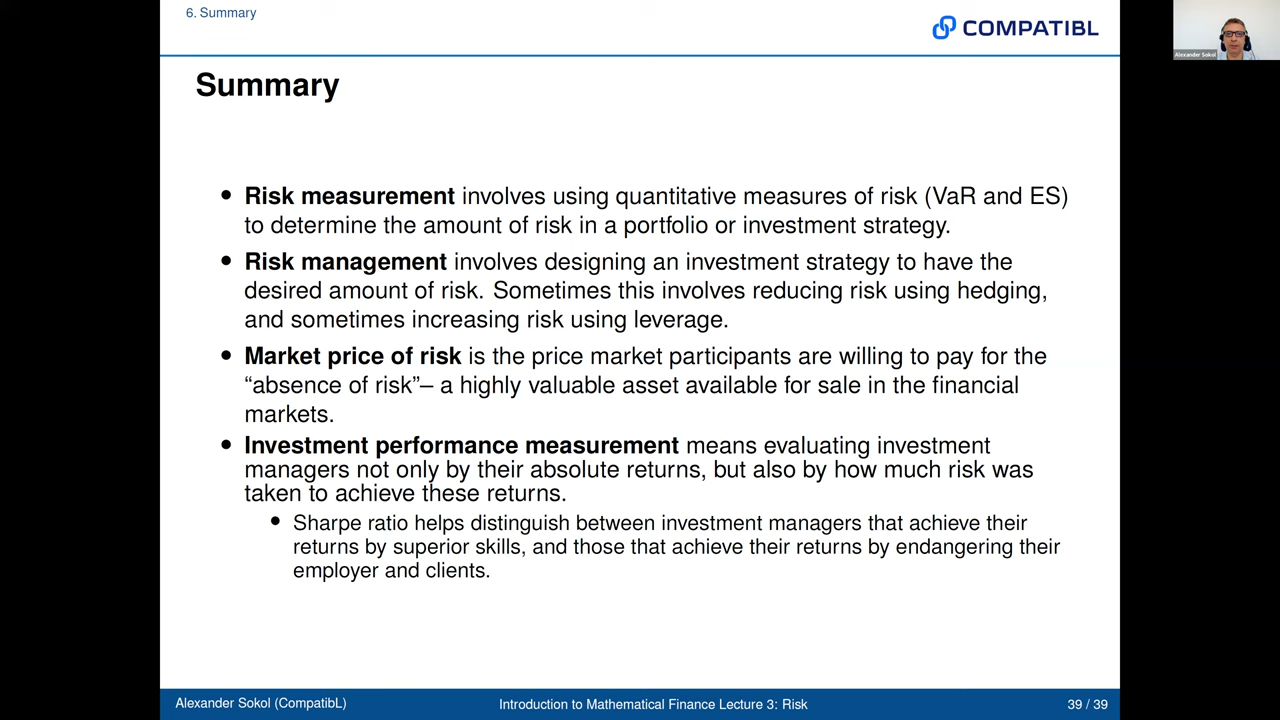 6. Summary
COMPATIBL
Alexander Sokol
Summary
• Risk measurement involves using quantitative measures of risk (VaR and ES)
to determine the amount of risk in a portfolio or investment strategy.
• Risk management involves designing an investment strategy to have the
desired amount of risk. Sometimes this involves reducing risk using hedging,
and sometimes increasing risk using leverage.
• Market price of risk is the price market participants are willing to pay for the
“absence of risk”– a highly valuable asset available for sale in the financial
markets.
• Investment performance measurement means evaluating investment
managers not only by their absolute returns, but also by how much risk was
taken to achieve these returns.
• Sharpe ratio helps distinguish between investment managers that achieve their
returns by superior skills, and those that achieve their returns by endangering their
employer and clients.
Alexander Sokol (CompatibL)
Introduction to Mathematical Finance Lecture 3: Risk
39 / 39